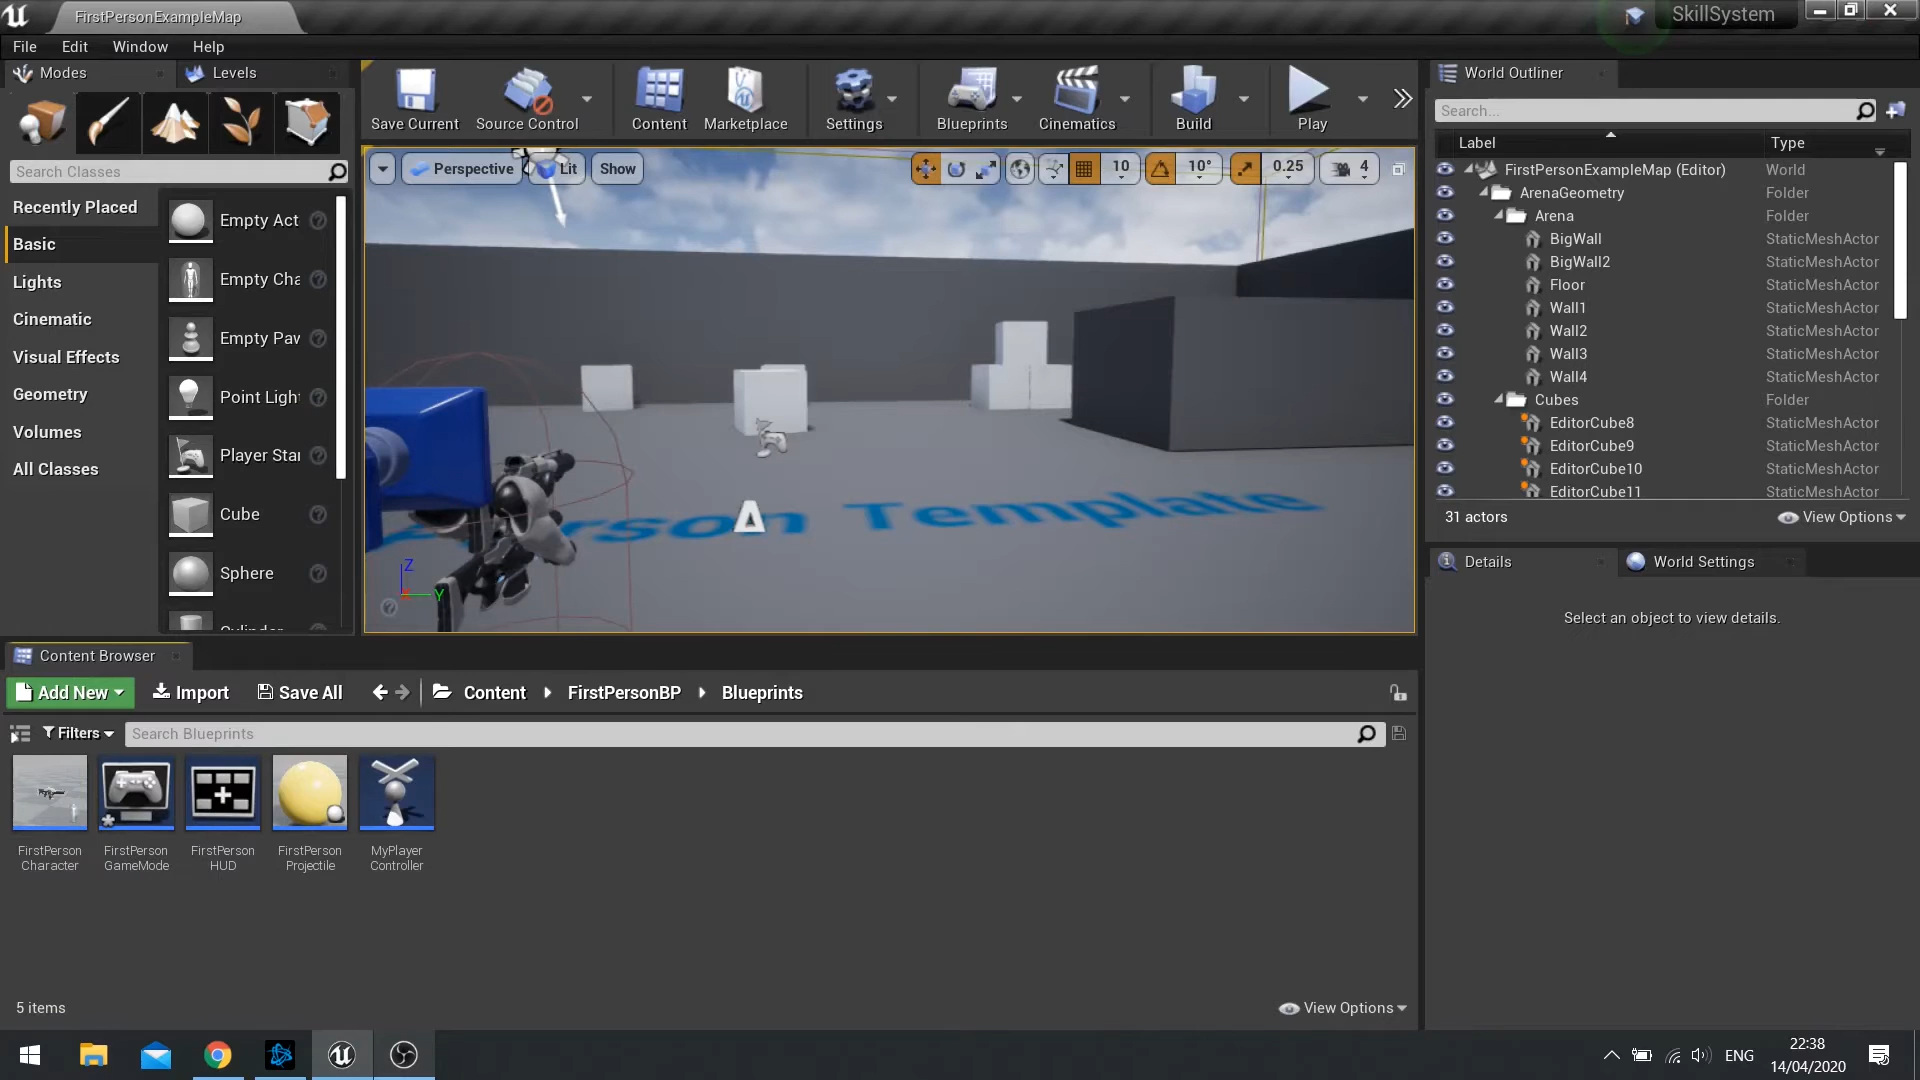 FirstPersonExampleMap
SkillSystem
File Edit Window Help
Modes
Levels
Search Classes
Recently Placed
Basic
Lights
Cinematic
Visual Effects
Geometry
Volumes
All Classes
Empty Act
Empty Cha
Empty Paw
Point Light
Player Star
Cube
Sphere
Save Current
Source Control
Content
Marketplace
Settings
Blueprints
Cinematics
Build
Play
Perspective
Lit
Show
10
10°
0.25
4
Template
Z
Y
World Outliner
Search...
Label Type
FirstPersonExampleMap (Editor) World
ArenaGeometry Folder
Arena Folder
BigWall StaticMeshActor
BigWall2 StaticMeshActor
Floor StaticMeshActor
Wall1 StaticMeshActor
Wall2 StaticMeshActor
Wall3 StaticMeshActor
Wall4 StaticMeshActor
Cubes Folder
EditorCube8 StaticMeshActor
EditorCube9 StaticMeshActor
EditorCube10 StaticMeshActor
EditorCube11 StaticMeshActor
31 actors
View Options
Details
World Settings
Select an object to view details.
Content Browser
Add New
Import
Save All
Content
FirstPersonBP
Blueprints
Filters
Search Blueprints
FirstPerson
Character
FirstPerson
GameMode
FirstPerson
HUD
FirstPerson
Projectile
MyPlayer
Controller
5 items
View Options
ENG
22:38
14/04/2020